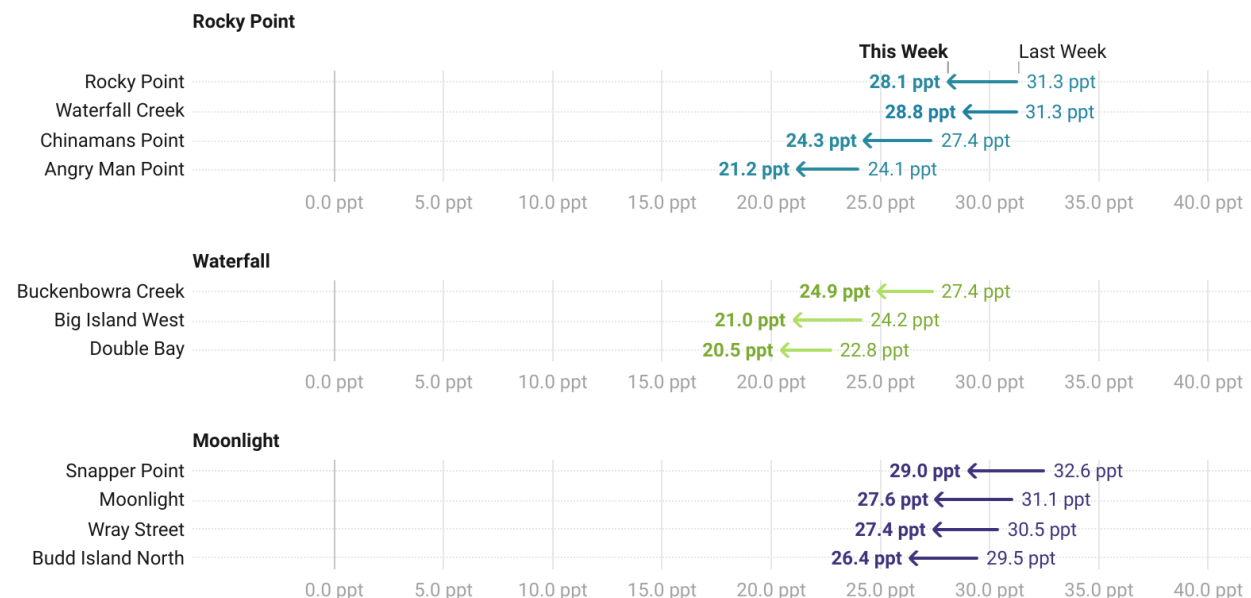 Rocky Point
This Week Last Week
Rocky Point 28.1 ppt 31.3 ppt
Waterfall Creek 28.8 ppt 31.3 ppt
Chinamans Point 24.3 ppt 27.4 ppt
Angry Man Point 21.2 ppt 24.1 ppt
0.0 ppt 5.0 ppt 10.0 ppt 15.0 ppt 20.0 ppt 25.0 ppt 30.0 ppt 35.0 ppt 40.0 ppt
Waterfall
Buckenbowra Creek 24.9 ppt 27.4 ppt
Big Island West 21.0 ppt 24.2 ppt
Double Bay 20.5 ppt 22.8 ppt
0.0 ppt 5.0 ppt 10.0 ppt 15.0 ppt 20.0 ppt 25.0 ppt 30.0 ppt 35.0 ppt 40.0 ppt
Moonlight
Snapper Point 29.0 ppt 32.6 ppt
Moonlight 27.6 ppt 31.1 ppt
Wray Street 27.4 ppt 30.5 ppt
Budd Island North 26.4 ppt 29.5 ppt
0.0 ppt 5.0 ppt 10.0 ppt 15.0 ppt 20.0 ppt 25.0 ppt 30.0 ppt 35.0 ppt 40.0 ppt